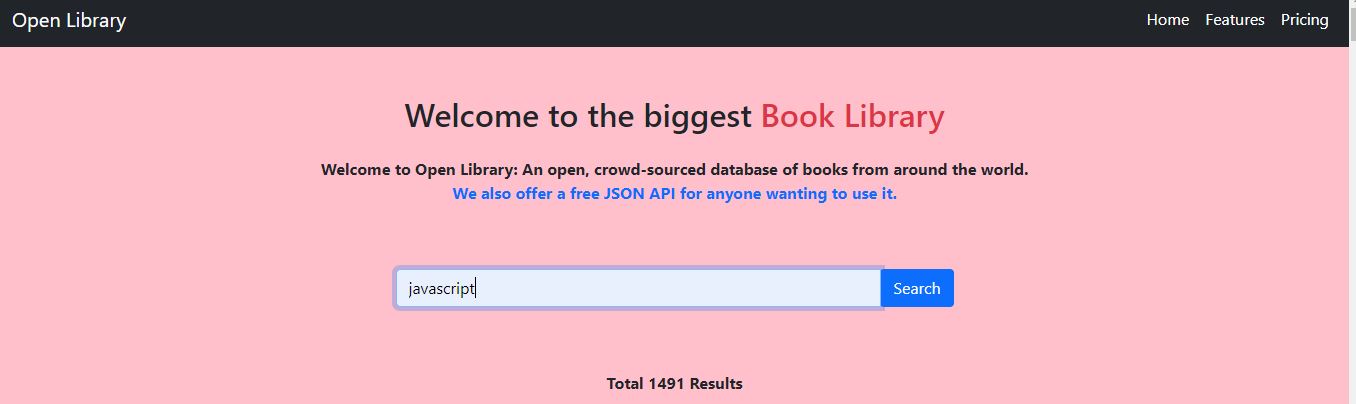 Open Library
Home Features Pricing
Welcome to the biggest Book Library
Welcome to Open Library: An open, crowd-sourced database of books from around the world.
We also offer a free JSON API for anyone wanting to use it.
javascript
Search
Total 1491 Results